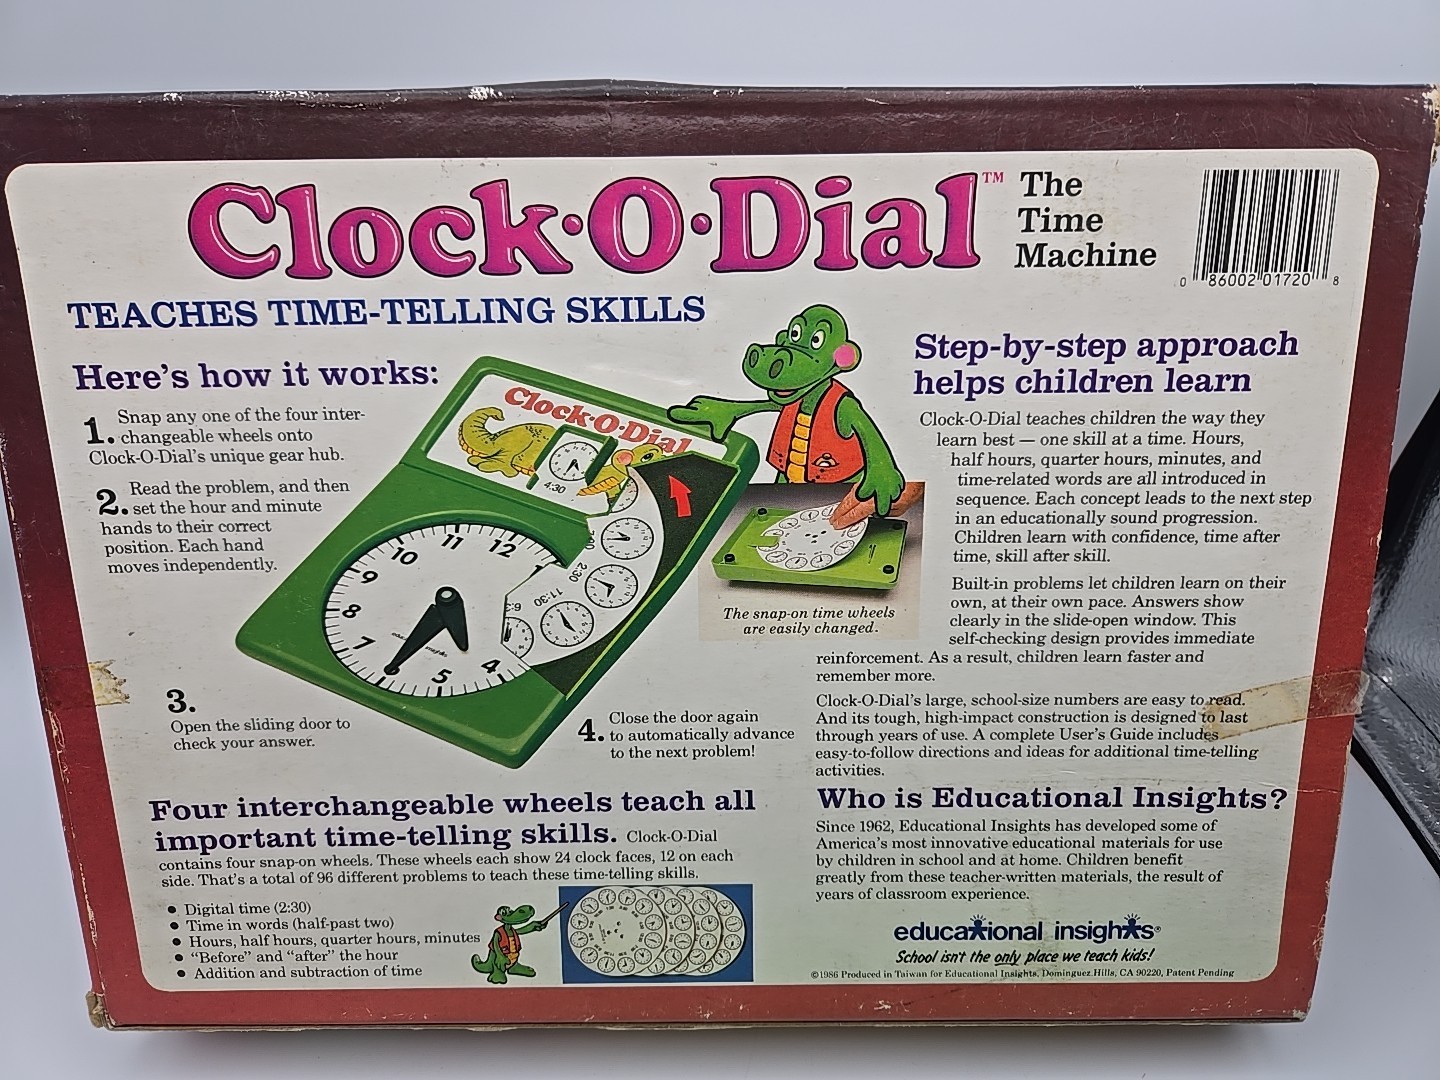 Clock·O·Dial™
The
Time
Machine
0 86002 01720 8
TEACHES TIME-TELLING SKILLS
Here's how it works:
1. Snap any one of the four inter-
changeable wheels onto
Clock-O-Dial's unique gear hub.
2. Read the problem, and then
set the hour and minute
hands to their correct
position. Each hand
moves independently.
Clock·O·Dial
4:30
2:30
11:30
10 11 12 1
9
8
7
6 5 4
The snap-on time wheels
are easily changed.
3.
Open the sliding door to
check your answer.
4. Close the door again
to automatically advance
to the next problem!
Four interchangeable wheels teach all
important time-telling skills. Clock-O-Dial
contains four snap-on wheels. These wheels each show 24 clock faces, 12 on each
side. That's a total of 96 different problems to teach these time-telling skills.
• Digital time (2:30)
• Time in words (half-past two)
• Hours, half hours, quarter hours, minutes
• "Before" and "after" the hour
• Addition and subtraction of time
Step-by-step approach
helps children learn
Clock-O-Dial teaches children the way they
learn best — one skill at a time. Hours,
half hours, quarter hours, minutes, and
time-related words are all introduced in
sequence. Each concept leads to the next step
in an educationally sound progression.
Children learn with confidence, time after
time, skill after skill.
Built-in problems let children learn on their
own, at their own pace. Answers show
clearly in the slide-open window. This
self-checking design provides immediate
reinforcement. As a result, children learn faster and
remember more.
Clock-O-Dial's large, school-size numbers are easy to read.
And its tough, high-impact construction is designed to last
through years of use. A complete User's Guide includes
easy-to-follow directions and ideas for additional time-telling
activities.
Who is Educational Insights?
Since 1962, Educational Insights has developed some of
America's most innovative educational materials for use
by children in school and at home. Children benefit
greatly from these teacher-written materials, the result of
years of classroom experience.
educational insights®
School isn't the only place we teach kids!
©1986 Produced in Taiwan for Educational Insights, Dominguez Hills, CA 90220, Patent Pending